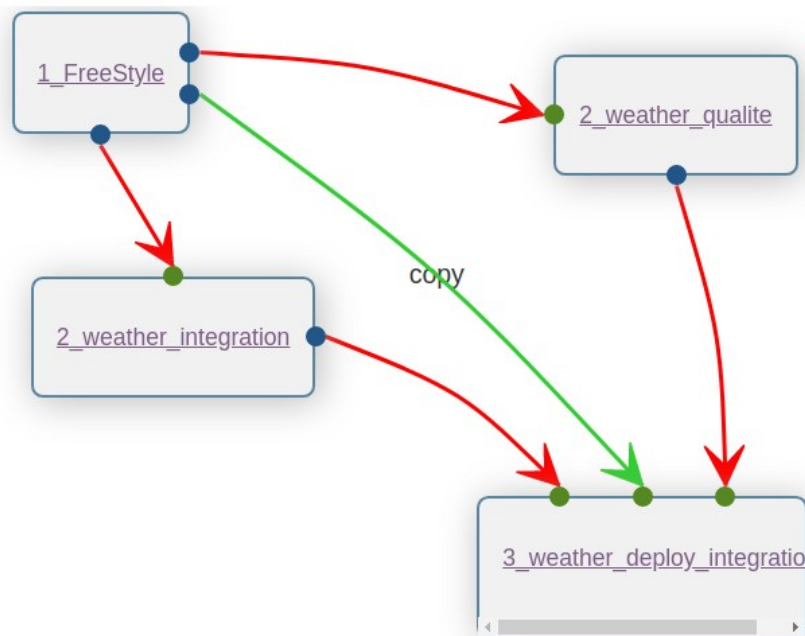 1_FreeStyle
2_weather_qualite
copy
2_weather_integration
3_weather_deploy_integratio